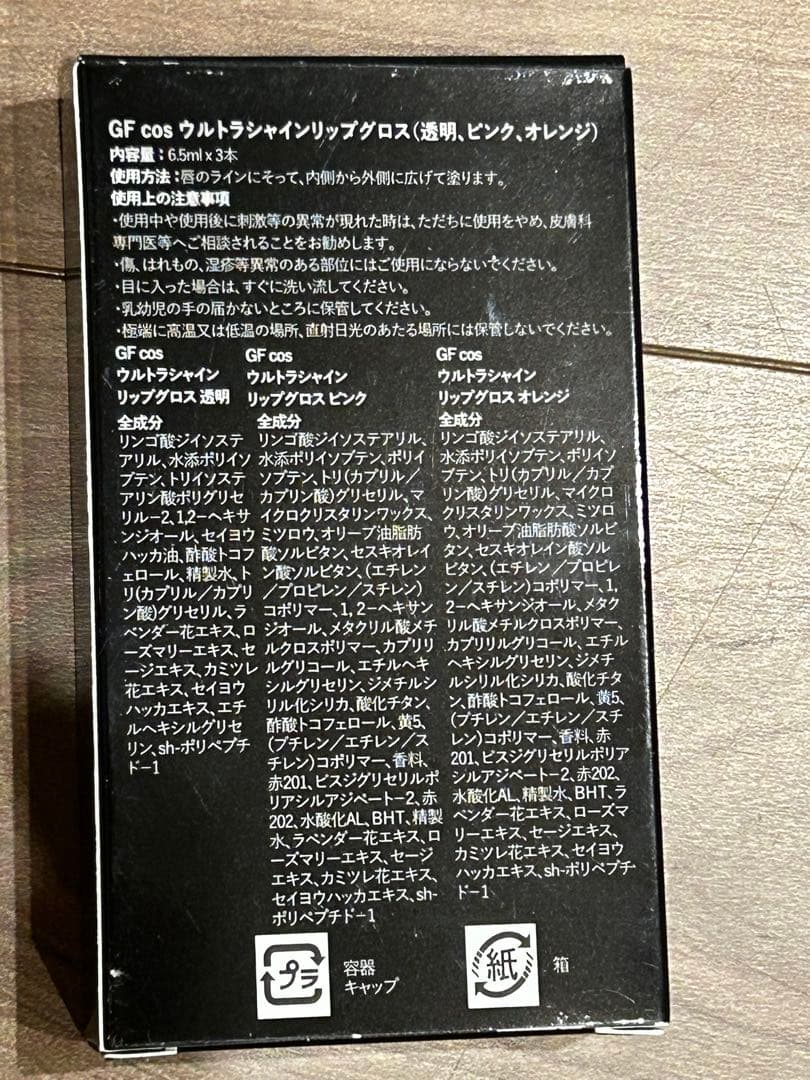 GF cos ウルトラシャインリップグロス(透明、ピンク、オレンジ)
内容量:6.5ml x 3本
使用方法:唇のラインにそって、内側から外側に広げて塗ります。
使用上の注意事項
・使用中や使用後に刺激等の異常が現れた時は、ただちに使用をやめ、皮膚科
専門医等へご相談されることをお勧めします。
・傷、はれもの、湿疹等異常のある部位にはご使用にならないでください。
・目に入った場合は、すぐに洗い流してください。
・乳幼児の手の届かないところに保管してください。
・極端に高温又は低温の場所、直射日光のあたる場所には保管しないでください。
GF cos
ウルトラシャイン
リップグロス 透明
全成分
リンゴ酸ジイソステ
アリル、水添ポリイソ
ブテン、トリイソステ
アリン酸ポリグリセ
リル−2、1,2−ヘキサ
ンジオール、セイヨウ
ハッカ油、酢酸トコフ
ェロール、精製水、ト
リ(カプリル/カプリ
ン酸)グリセリル、ラ
ベンダー花エキス、ロ
ーズマリーエキス、セ
ージエキス、カミツレ
花エキス、セイヨウ
ハッカエキス、エチ
ルヘキシルグリセ
リン、sh-ポリペプチ
ド−1
GF cos
ウルトラシャイン
リップグロス ピンク
全成分
リンゴ酸ジイソステアリル、
水添ポリイソブテン、ポリイ
ソブテン、トリ(カプリル/
カプリン酸)グリセリル、マ
イクロクリスタリンワックス、
ミツロウ、オリーブ油脂肪
酸ソルビタン、セスキオレイ
ン酸ソルビタン、(エチレン
/プロピレン/スチレン)
コポリマー、1, 2−ヘキサン
ジオール、メタクリル酸メチ
ルクロスポリマー、カプリリ
ルグリコール、エチルヘキ
シルグリセリン、ジメチルシ
リル化シリカ、酸化チタン、
酢酸トコフェロール、黄5、
(ブチレン/エチレン/ス
チレン)コポリマー、香料、
赤201、ビスジグリセリルポ
リアシルアジペート−2、赤
202、水酸化AL、BHT、精製
水、ラベンダー花エキス、ロ
ーズマリーエキス、セージ
エキス、カミツレ花エキス、
セイヨウハッカエキス、sh-
ポリペプチド−1
GF cos
ウルトラシャイン
リップグロス オレンジ
全成分
リンゴ酸ジイソステアリル、
水添ポリイソブテン、ポリイソ
ブテン、トリ(カプリル/カプ
リン酸)グリセリル、マイクロ
クリスタリンワックス、ミツロ
ウ、オリーブ油脂肪酸ソルビ
タン、セスキオレイン酸ソル
ビタン、(エチレン/プロピレ
ン/スチレン)コポリマー、1,
2−ヘキサンジオール、メタク
リル酸メチルクロスポリマー、
カプリリルグリコール、エチル
ヘキシルグリセリン、ジメチ
ルシリル化シリカ、酸化チタ
ン、酢酸トコフェロール、黄5、
(ブチレン/エチレン/スチ
レン)コポリマー、香料、赤
201、ビスジグリセリルポリア
シルアジペート−2、赤202、
水酸化AL、精製水、BHT、ラ
ベンダー花エキス、ローズマ
リーエキス、セージエキス、
カミツレ花エキス、セイヨウ
ハッカエキス、sh-ポリペプチ
ド−1
プラ
容器
キャップ
紙
箱